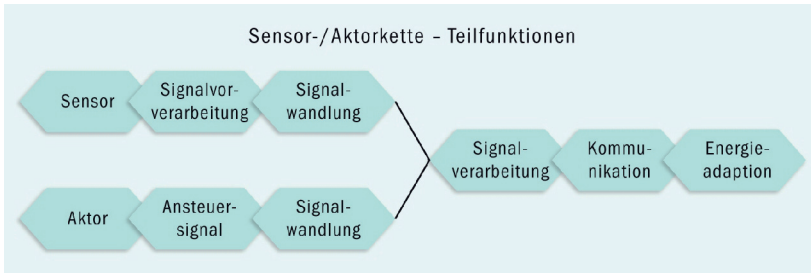 Sensor-/Aktorkette – Teilfunktionen
Sensor
Signalvor-
verarbeitung
Signal-
wandlung
Aktor
Ansteuer-
signal
Signal-
wandlung
Signal-
verarbeitung
Kommu-
nikation
Energie-
adaption